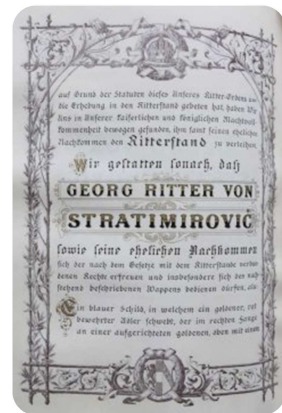 auf Grund der Statuten dieses Unseres Ritter-Ordens um
die Erhebung in den Ritterstand gebeten hat, haben Wir
Uns in Unserer Kaiserlichen und Königlichen Machtvoll
kommenheit bewogen gefunden, ihm samt seinen ehelichen
Nachkommen den Ritterstand zu verleihen.
Wir gestatten sonach, daß
GEORG RITTER VON
STRATIMIROVIĆ
sowie seine ehelichen Nachkommen
sich der nach dem Gesetze mit dem Ritterstande verbun
denen Rechte erfreuen und insbesondere sich des nach
stehend beschriebenen Wappens bedienen dürfen, als:
Ein blauer Schild, in welchem ein goldener, rot
bewehrter Adler schwebt, der im rechten Fange
an einer aufgerichteten goldenen, oben mit einem